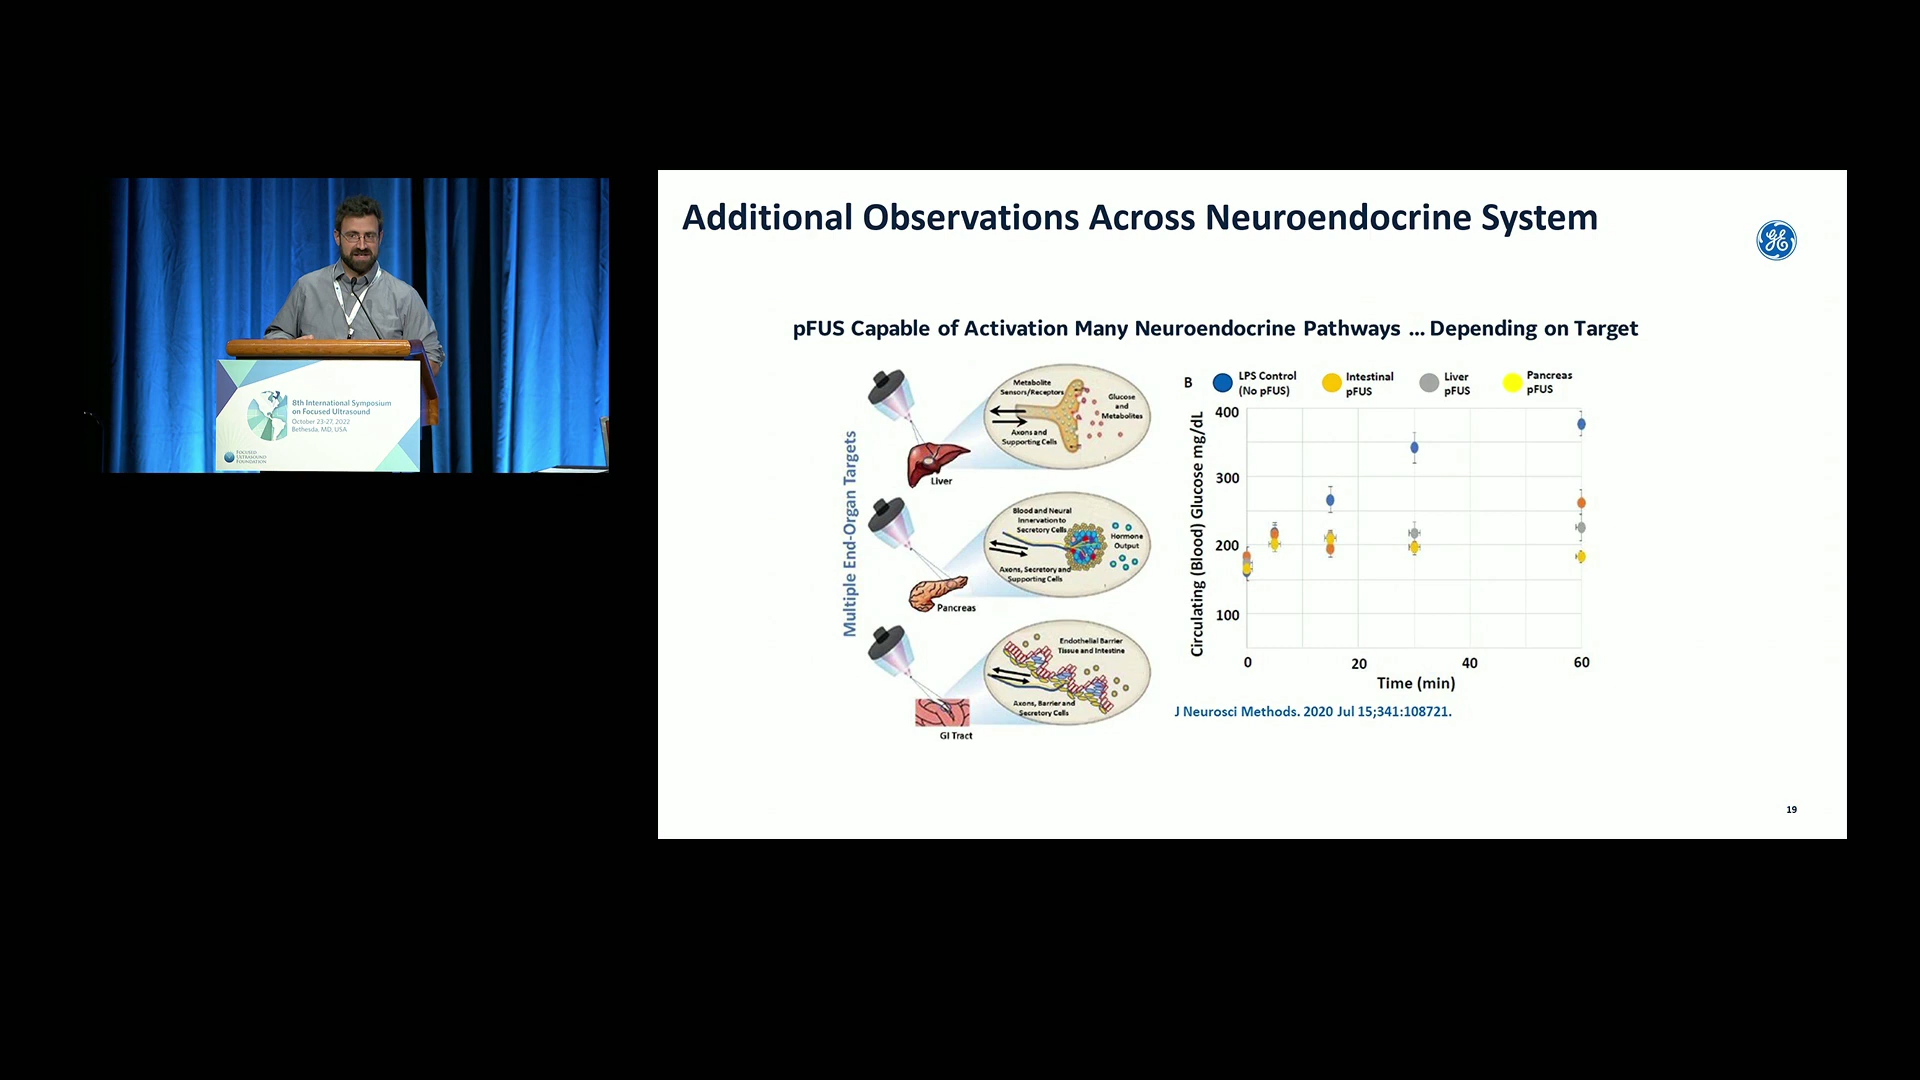 8th International Symposium
on Focused Ultrasound
October 23-27, 2022
Bethesda, MD, USA
FOCUSED
ULTRASOUND
FOUNDATION
Additional Observations Across Neuroendocrine System
GE
pFUS Capable of Activation Many Neuroendocrine Pathways ... Depending on Target
Multiple End-Organ Targets
Metabolite
Sensors/Receptors
Glucose
and
Metabolites
Axons and
Supporting Cells
Liver
Blood and Neural
Innervation to
Secretory Cells
Hormone
Output
Axons, Secretory and
Supporting Cells
Pancreas
Endothelial Barrier
Tissue and Intestine
Axons, Barrier and
Secretory Cells
GI Tract
B
LPS Control
(No pFUS)
Intestinal
pFUS
Liver
pFUS
Pancreas
pFUS
Circulating (Blood) Glucose mg/dL
400
300
200
100
0
20
40
60
Time (min)
J Neurosci Methods. 2020 Jul 15;341:108721.
19